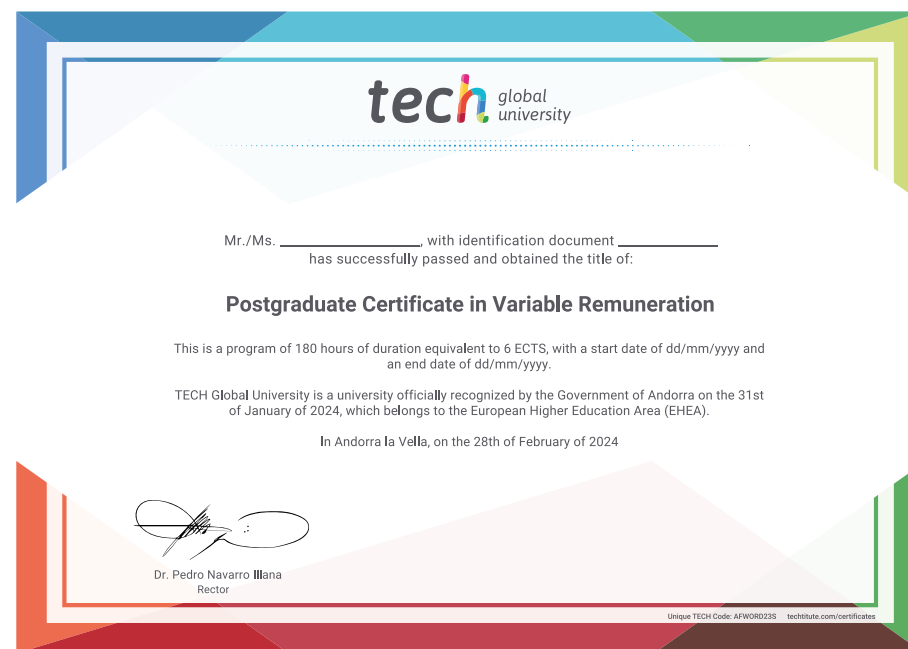 tech global
university
Mr./Ms. ____________, with identification document ____________
has successfully passed and obtained the title of:
Postgraduate Certificate in Variable Remuneration
This is a program of 180 hours of duration equivalent to 6 ECTS, with a start date of dd/mm/yyyy and
an end date of dd/mm/yyyy.
TECH Global University is a university officially recognized by the Government of Andorra on the 31st
of January of 2024, which belongs to the European Higher Education Area (EHEA).
In Andorra la Vella, on the 28th of February of 2024
Dr. Pedro Navarro Illana
Rector
Unique TECH Code: AFWORD23S techtitute.com/certificates